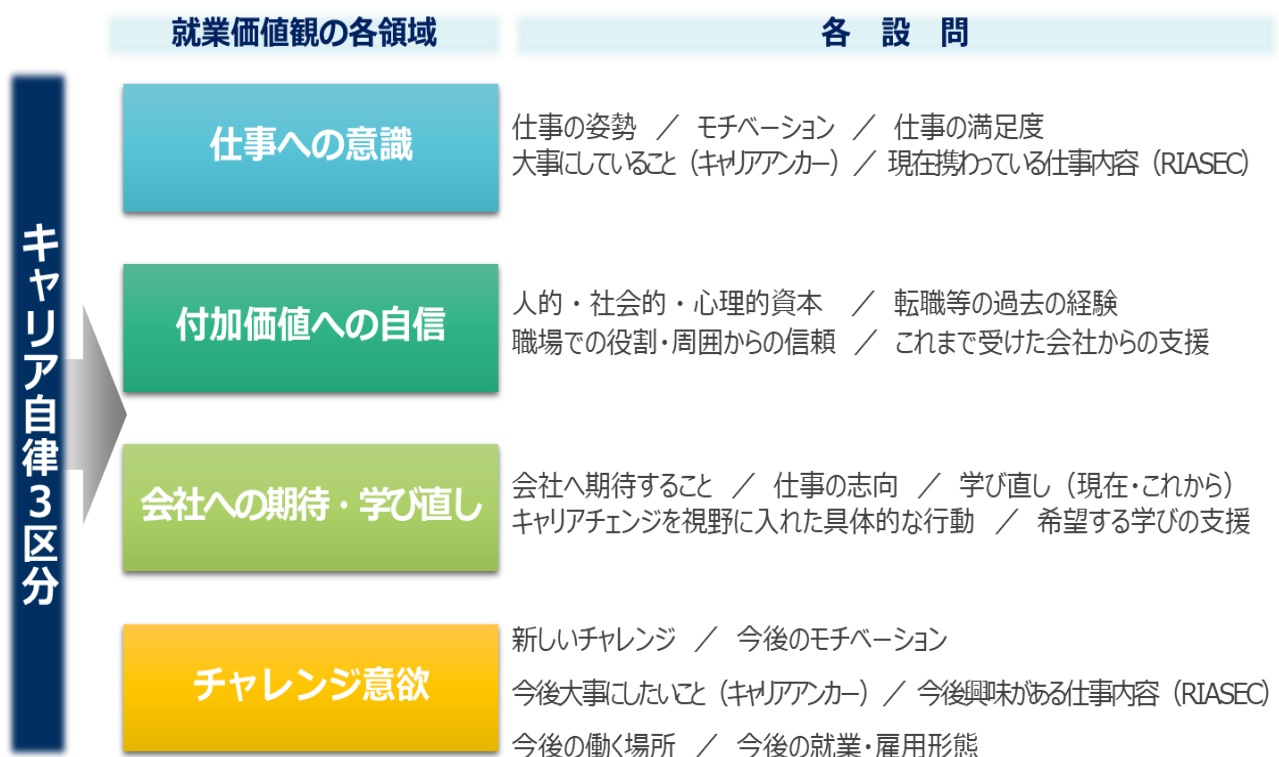 就業価値観の各領域
各 設 問
キャリア自律3区分
仕事への意識
仕事の姿勢 ／ モチベーション ／ 仕事の満足度
大事にしていること（キャリアアンカー）／ 現在携わっている仕事内容（RIASEC）
付加価値への自信
人的・社会的・心理的資本 ／ 転職等の過去の経験
職場での役割・周囲からの信頼 ／ これまで受けた会社からの支援
会社への期待・学び直し
会社へ期待すること ／ 仕事の志向 ／ 学び直し（現在・これから）
キャリアチェンジを視野に入れた具体的な行動 ／ 希望する学びの支援
チャレンジ意欲
新しいチャレンジ ／ 今後のモチベーション
今後大事にしたいこと（キャリアアンカー）／ 今後興味がある仕事内容（RIASEC）
今後の働く場所 ／ 今後の就業・雇用形態